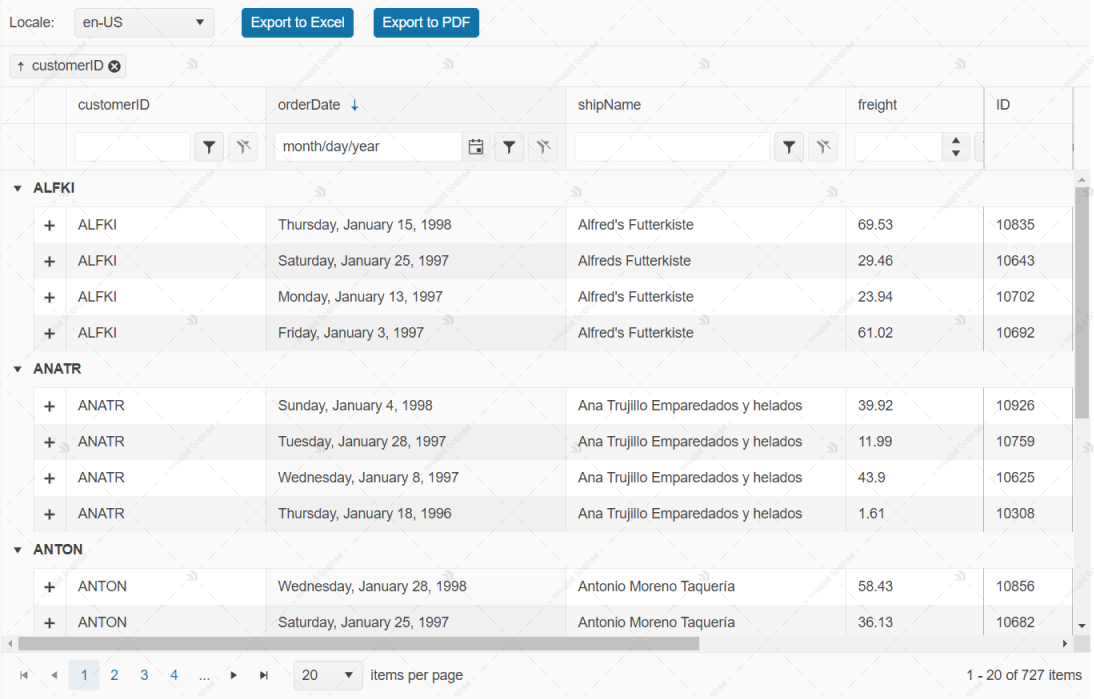 Locale: en-US Export to Excel Export to PDF
↑ customerID
customerID orderDate ↓ shipName freight ID
month/day/year
ALFKI
ALFKI Thursday, January 15, 1998 Alfred's Futterkiste 69.53 10835
ALFKI Saturday, January 25, 1997 Alfreds Futterkiste 29.46 10643
ALFKI Monday, January 13, 1997 Alfred's Futterkiste 23.94 10702
ALFKI Friday, January 3, 1997 Alfred's Futterkiste 61.02 10692
ANATR
ANATR Sunday, January 4, 1998 Ana Trujillo Emparedados y helados 39.92 10926
ANATR Tuesday, January 28, 1997 Ana Trujillo Emparedados y helados 11.99 10759
ANATR Wednesday, January 8, 1997 Ana Trujillo Emparedados y helados 43.9 10625
ANATR Thursday, January 18, 1996 Ana Trujillo Emparedados y helados 1.61 10308
ANTON
ANTON Wednesday, January 28, 1998 Antonio Moreno Taquería 58.43 10856
ANTON Saturday, January 25, 1997 Antonio Moreno Taquería 36.13 10682
1 2 3 4 ... 20 items per page 1 - 20 of 727 items
Invalid license